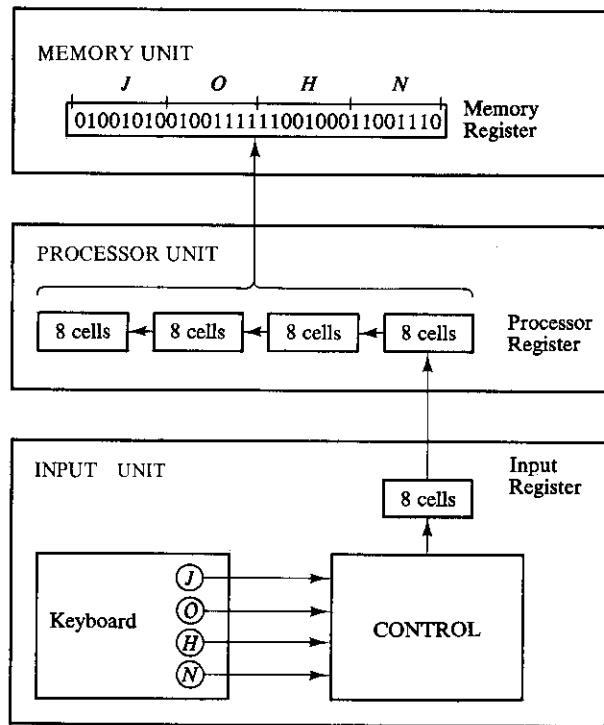 MEMORY UNIT
J O H N
01001010010011111100100011001110
Memory
Register
PROCESSOR UNIT
8 cells 8 cells 8 cells 8 cells
Processor
Register
INPUT UNIT
Input
Register
8 cells
Keyboard
J
O
H
N
CONTROL